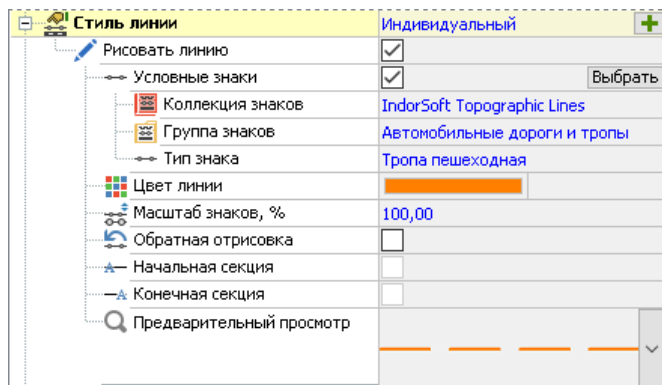 Стиль линии Индивидуальный
Рисовать линию
Условные знаки Выбрать
Коллекция знаков IndorSoft Topographic Lines
Группа знаков Автомобильные дороги и тропы
Тип знака Тропа пешеходная
Цвет линии
Масштаб знаков, % 100,00
Обратная отрисовка
Начальная секция
Конечная секция
Предварительный просмотр